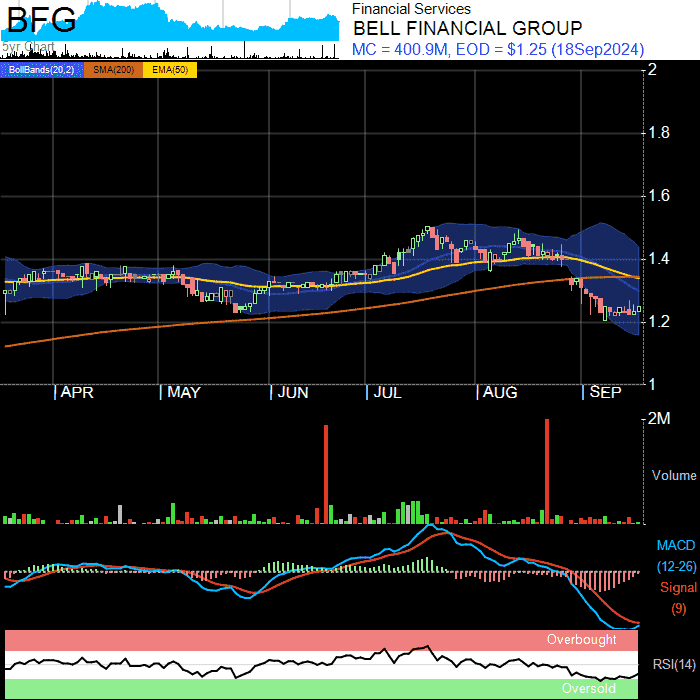 BFG
5yr Chart
Financial Services
BELL FINANCIAL GROUP
MC = 400.9M, EOD = $1.25 (18Sep2024)
BollBands(20,2) SMA(200) EMA(50)
2
1.8
1.6
1.4
1.2
1
APR MAY JUN JUL AUG SEP
2M
Volume
MACD
(12-26)
Signal
(9)
Overbought
RSI(14)
Oversold